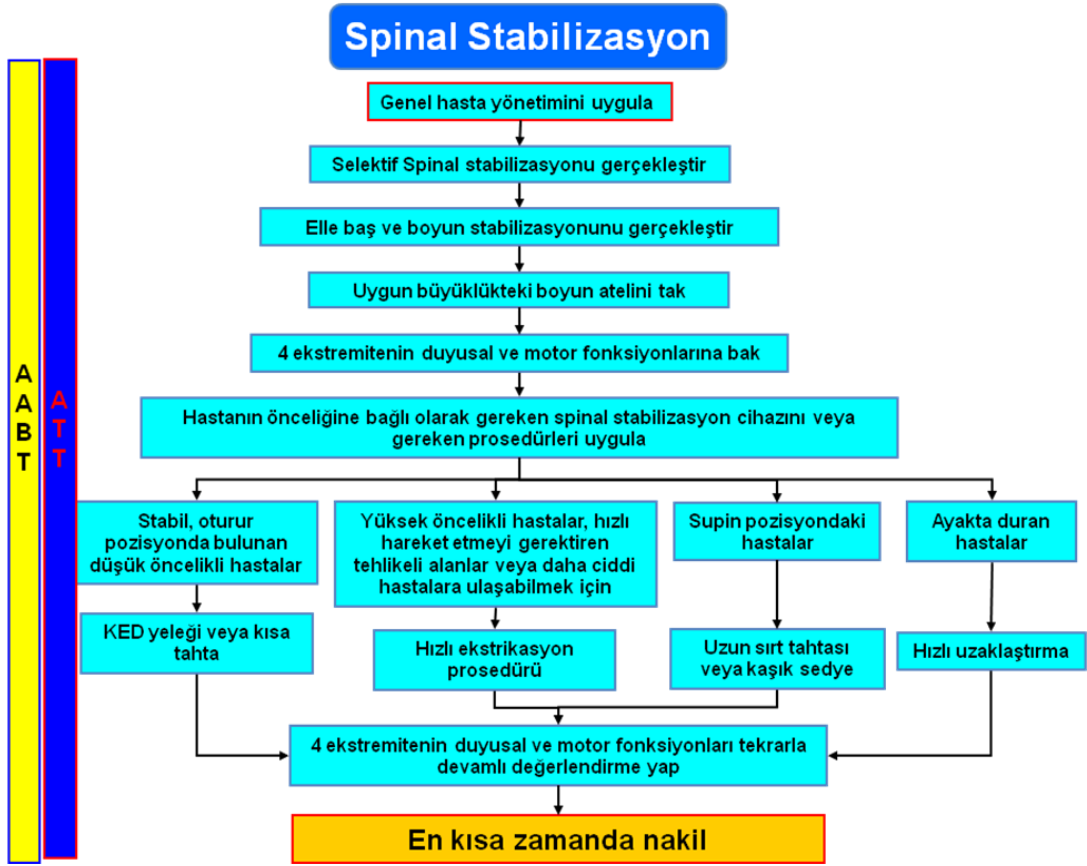 Spinal Stabilizasyon
AABT
ATT
Genel hasta yönetimini uygula
Selektif Spinal stabilizasyonu gerçekleştir
Elle baş ve boyun stabilizasyonunu gerçekleştir
Uygun büyüklükteki boyun atelini tak
4 ekstremitenin duyusal ve motor fonksiyonlarına bak
Hastanın önceliğine bağlı olarak gereken spinal stabilizasyon cihazını veya
gereken prosedürleri uygula
Stabil, oturur
pozisyonda bulunan
düşük öncelikli hastalar
Yüksek öncelikli hastalar, hızlı
hareket etmeyi gerektiren
tehlikeli alanlar veya daha ciddi
hastalara ulaşabilmek için
Supin pozisyondaki
hastalar
Ayakta duran
hastalar
KED yeleği veya kısa
tahta
Hızlı ekstrikasyon
prosedürü
Uzun sırt tahtası
veya kaşık sedye
Hızlı uzaklaştırma
4 ekstremitenin duyusal ve motor fonksiyonları tekrarla
devamlı değerlendirme yap
En kısa zamanda nakil